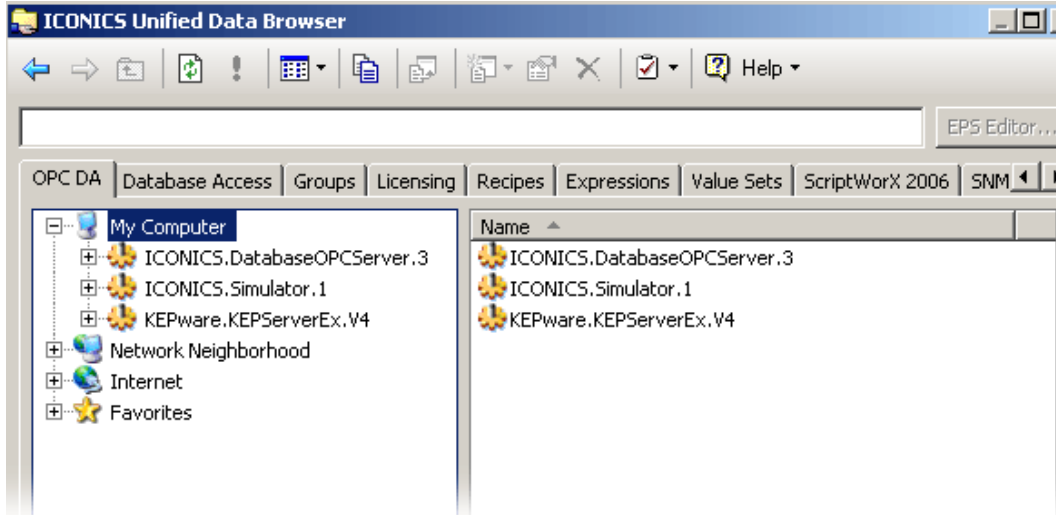 ICONICS Unified Data Browser
Help
EPS Editor...
OPC DA Database Access Groups Licensing Recipes Expressions Value Sets ScriptWorX 2006 SNM
My Computer
Name
ICONICS.DatabaseOPCServer.3
ICONICS.DatabaseOPCServer.3
ICONICS.Simulator.1
ICONICS.Simulator.1
KEPware.KEPServerEx.V4
KEPware.KEPServerEx.V4
Network Neighborhood
Internet
Favorites